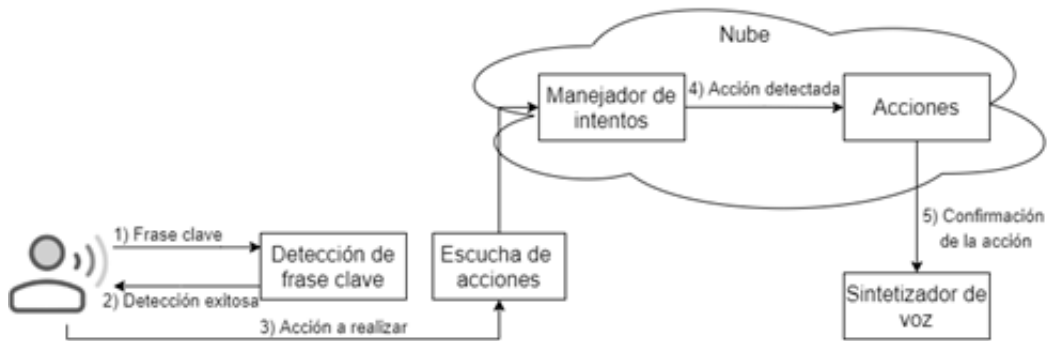 Nube
Manejador de
intentos
4) Acción detectada
Acciones
5) Confirmación
de la acción
1) Frase clave
Detección de
frase clave
2) Detección exitosa
Escucha de
acciones
3) Acción a realizar
Sintetizador de
voz